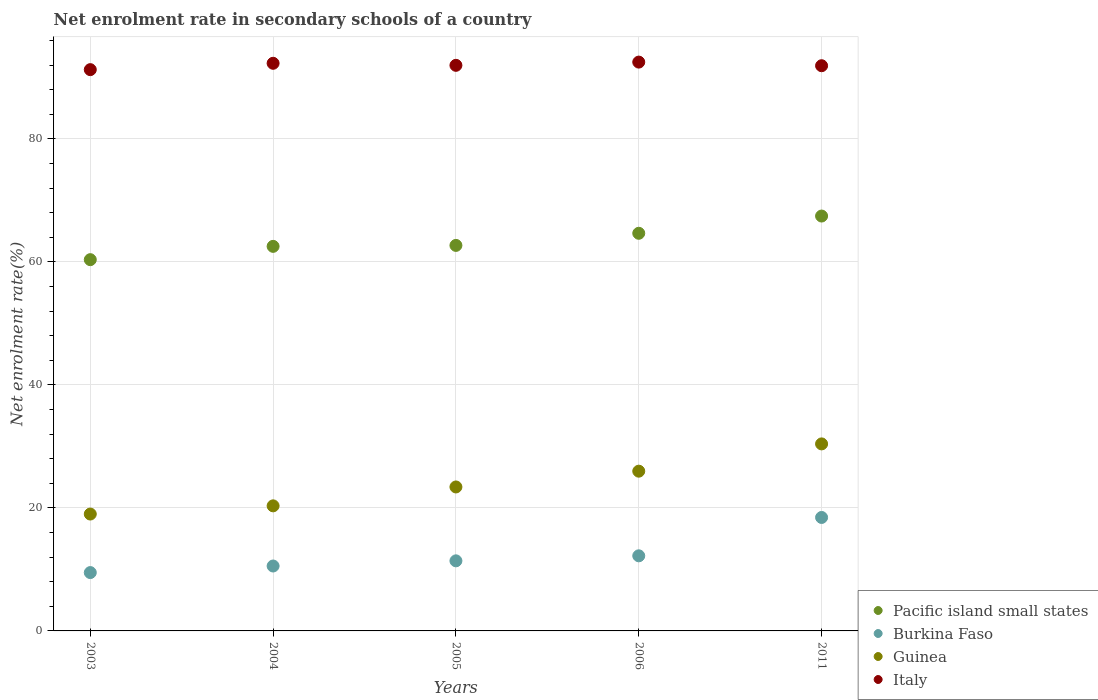 Net enrolment rate in secondary schools of a country
Net enrolment rate(%)
80
60
40
20
0
2003
2004
2005
2006
2011
Years
Pacific island small states
Burkina Faso
Guinea
Italy